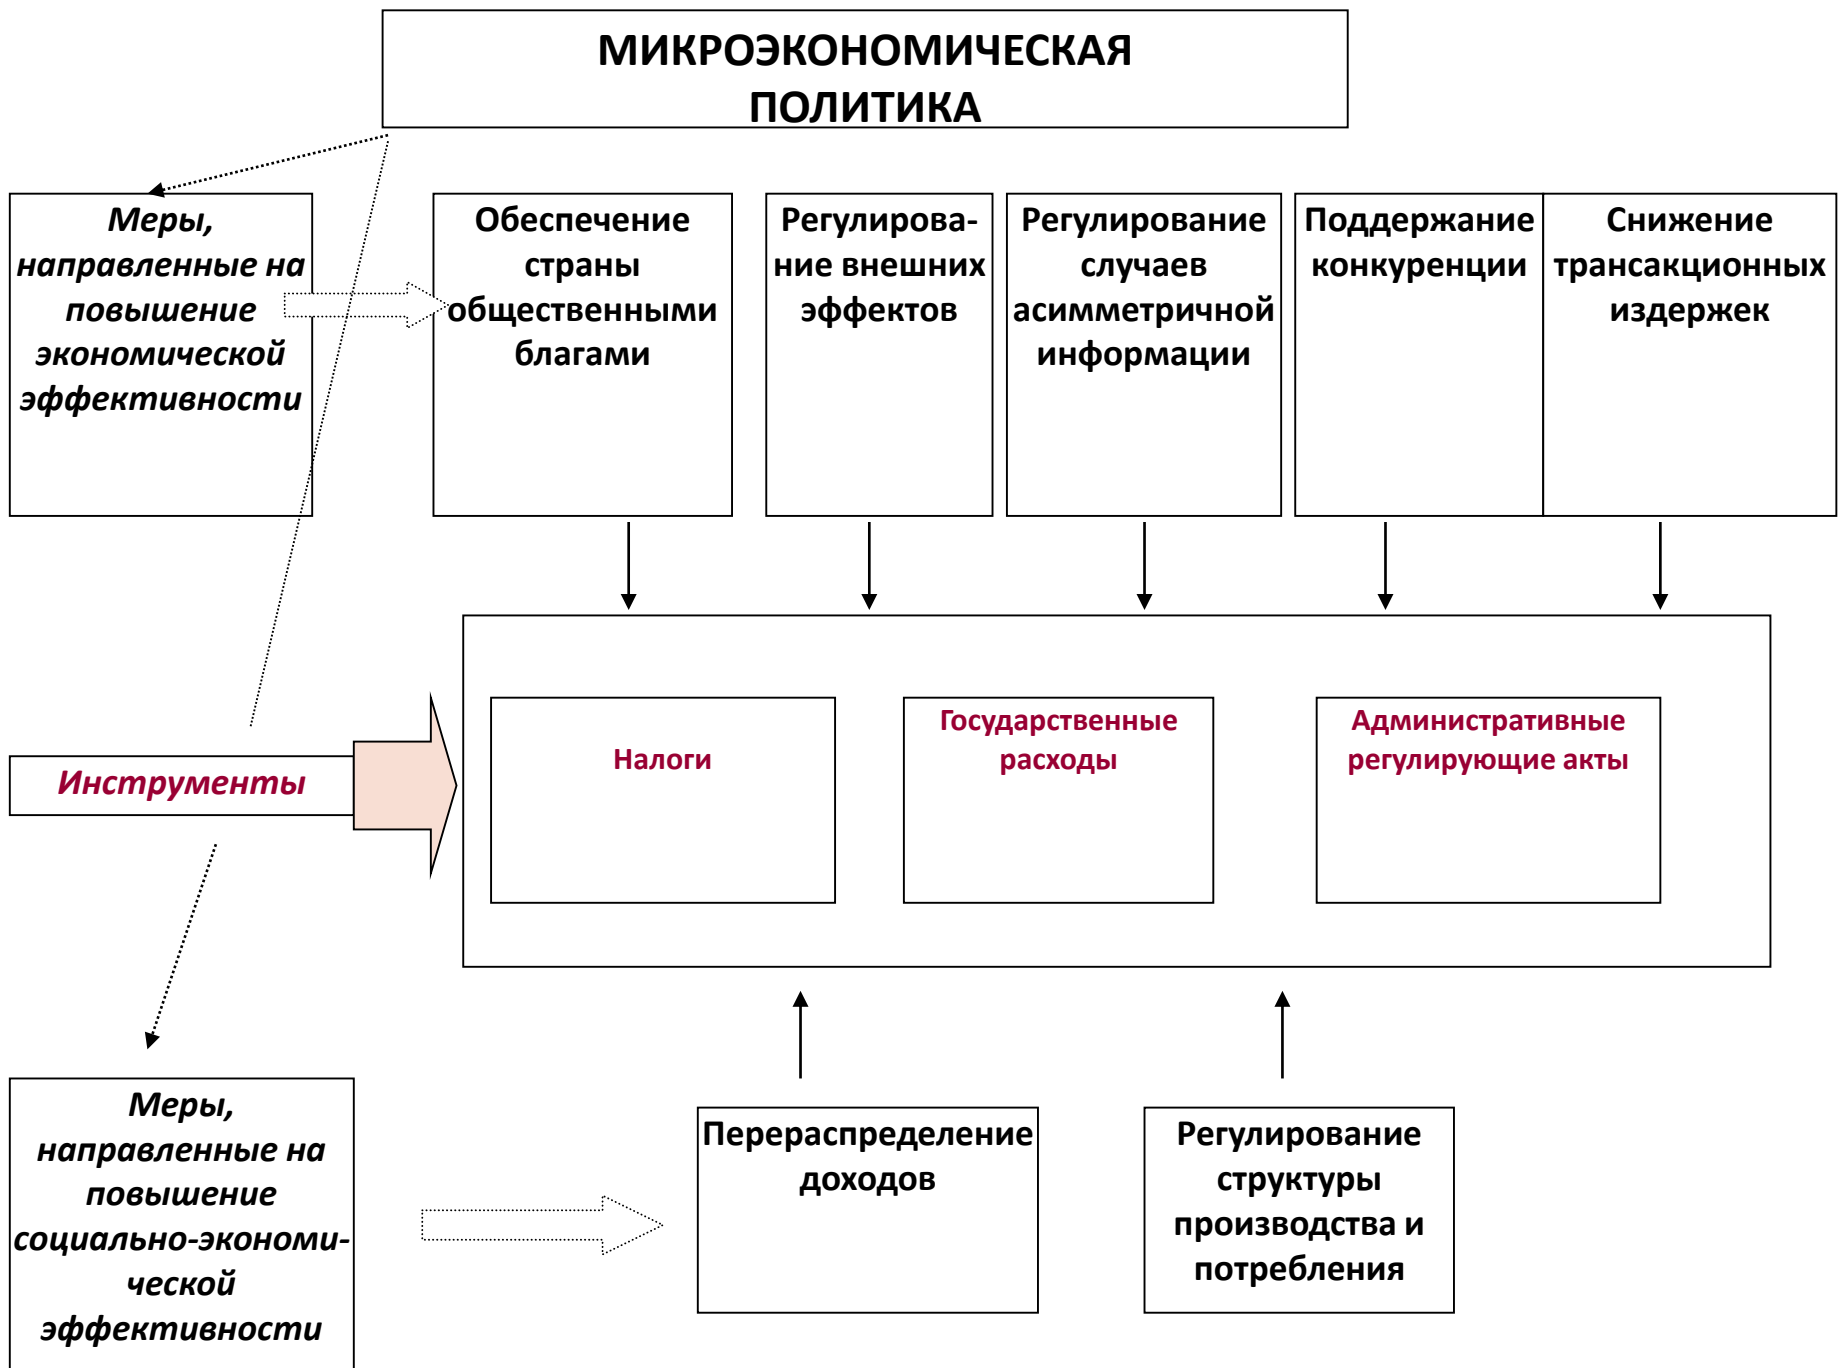 МИКРОЭКОНОМИЧЕСКАЯ
ПОЛИТИКА
Меры,
направленные на
повышение
экономической
эффективности
Обеспечение
страны
общественными
благами
Регулирова-
ние внешних
эффектов
Регулирование
случаев
асимметричной
информации
Поддержание
конкуренции
Снижение
трансакционных
издержек
Инструменты
Налоги
Государственные
расходы
Административные
регулирующие акты
Меры,
направленные на
повышение
социально-экономи-
ческой
эффективности
Перераспределение
доходов
Регулирование
структуры
производства и
потребления